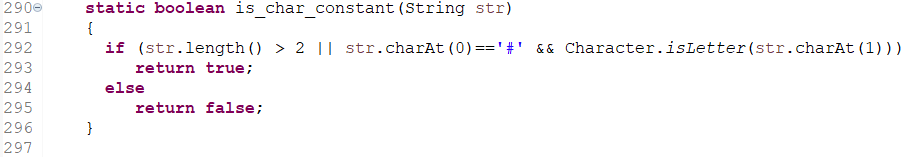 290 static boolean is_char_constant(String str)
291 {
292 if (str.length() > 2 || str.charAt(0)=='#' && Character.isLetter(str.charAt(1)))
293 return true;
294 else
295 return false;
296 }
297